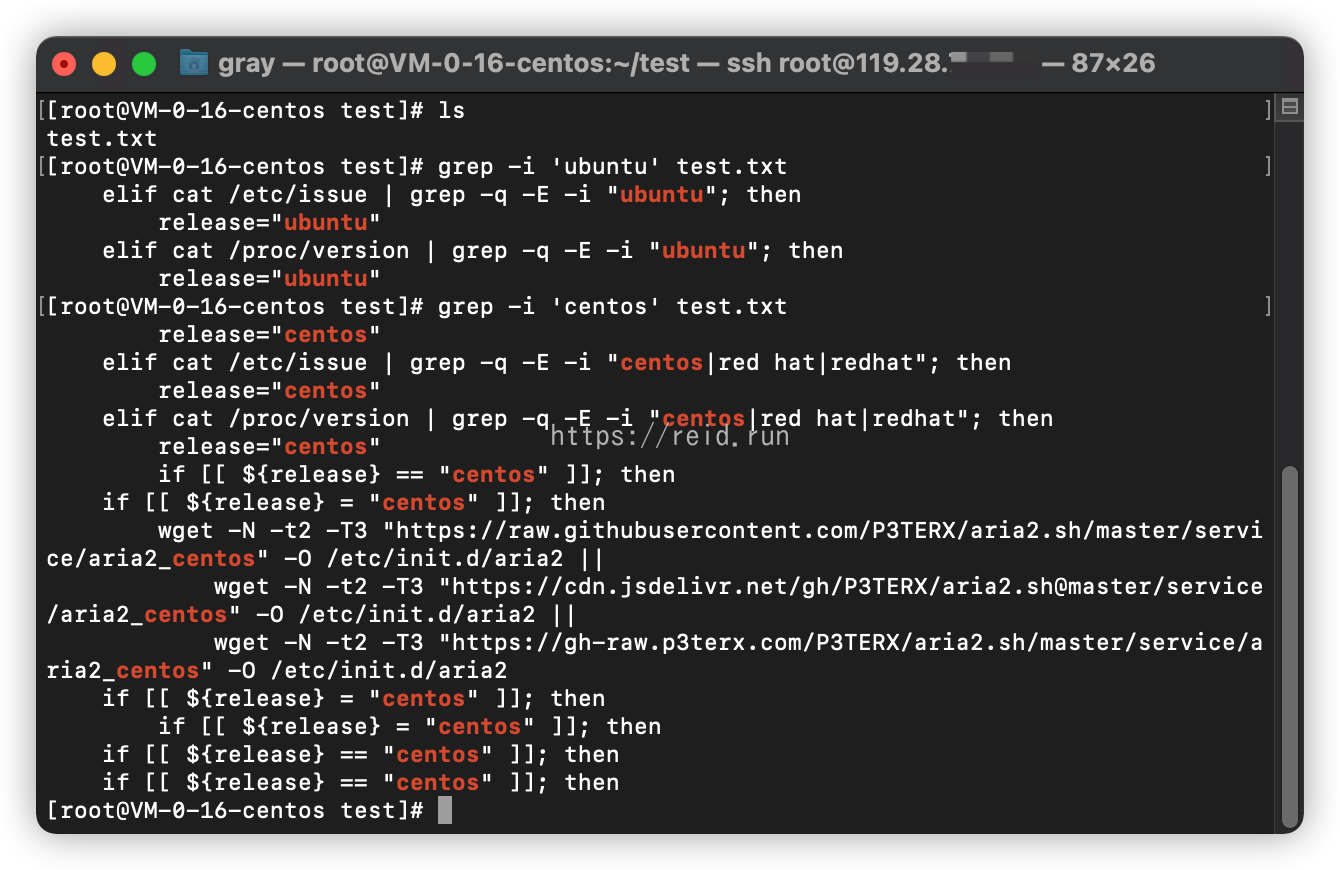 gray — root@VM-0-16-centos:~/test — ssh root@119.28. — 87×26
[[root@VM-0-16-centos test]# ls ]
test.txt
[[root@VM-0-16-centos test]# grep -i 'ubuntu' test.txt ]
    elif cat /etc/issue | grep -q -E -i "ubuntu"; then
        release="ubuntu"
    elif cat /proc/version | grep -q -E -i "ubuntu"; then
        release="ubuntu"
[[root@VM-0-16-centos test]# grep -i 'centos' test.txt ]
        release="centos"
    elif cat /etc/issue | grep -q -E -i "centos|red hat|redhat"; then
        release="centos"
    elif cat /proc/version | grep -q -E -i "centos|red hat|redhat"; then
https://reid.run
        release="centos"
        if [[ ${release} == "centos" ]]; then
    if [[ ${release} = "centos" ]]; then
        wget -N -t2 -T3 "https://raw.githubusercontent.com/P3TERX/aria2.sh/master/servi
ce/aria2_centos" -O /etc/init.d/aria2 ||
            wget -N -t2 -T3 "https://cdn.jsdelivr.net/gh/P3TERX/aria2.sh@master/service
/aria2_centos" -O /etc/init.d/aria2 ||
            wget -N -t2 -T3 "https://gh-raw.p3terx.com/P3TERX/aria2.sh/master/service/a
ria2_centos" -O /etc/init.d/aria2
    if [[ ${release} = "centos" ]]; then
        if [[ ${release} = "centos" ]]; then
    if [[ ${release} == "centos" ]]; then
    if [[ ${release} == "centos" ]]; then
[root@VM-0-16-centos test]#